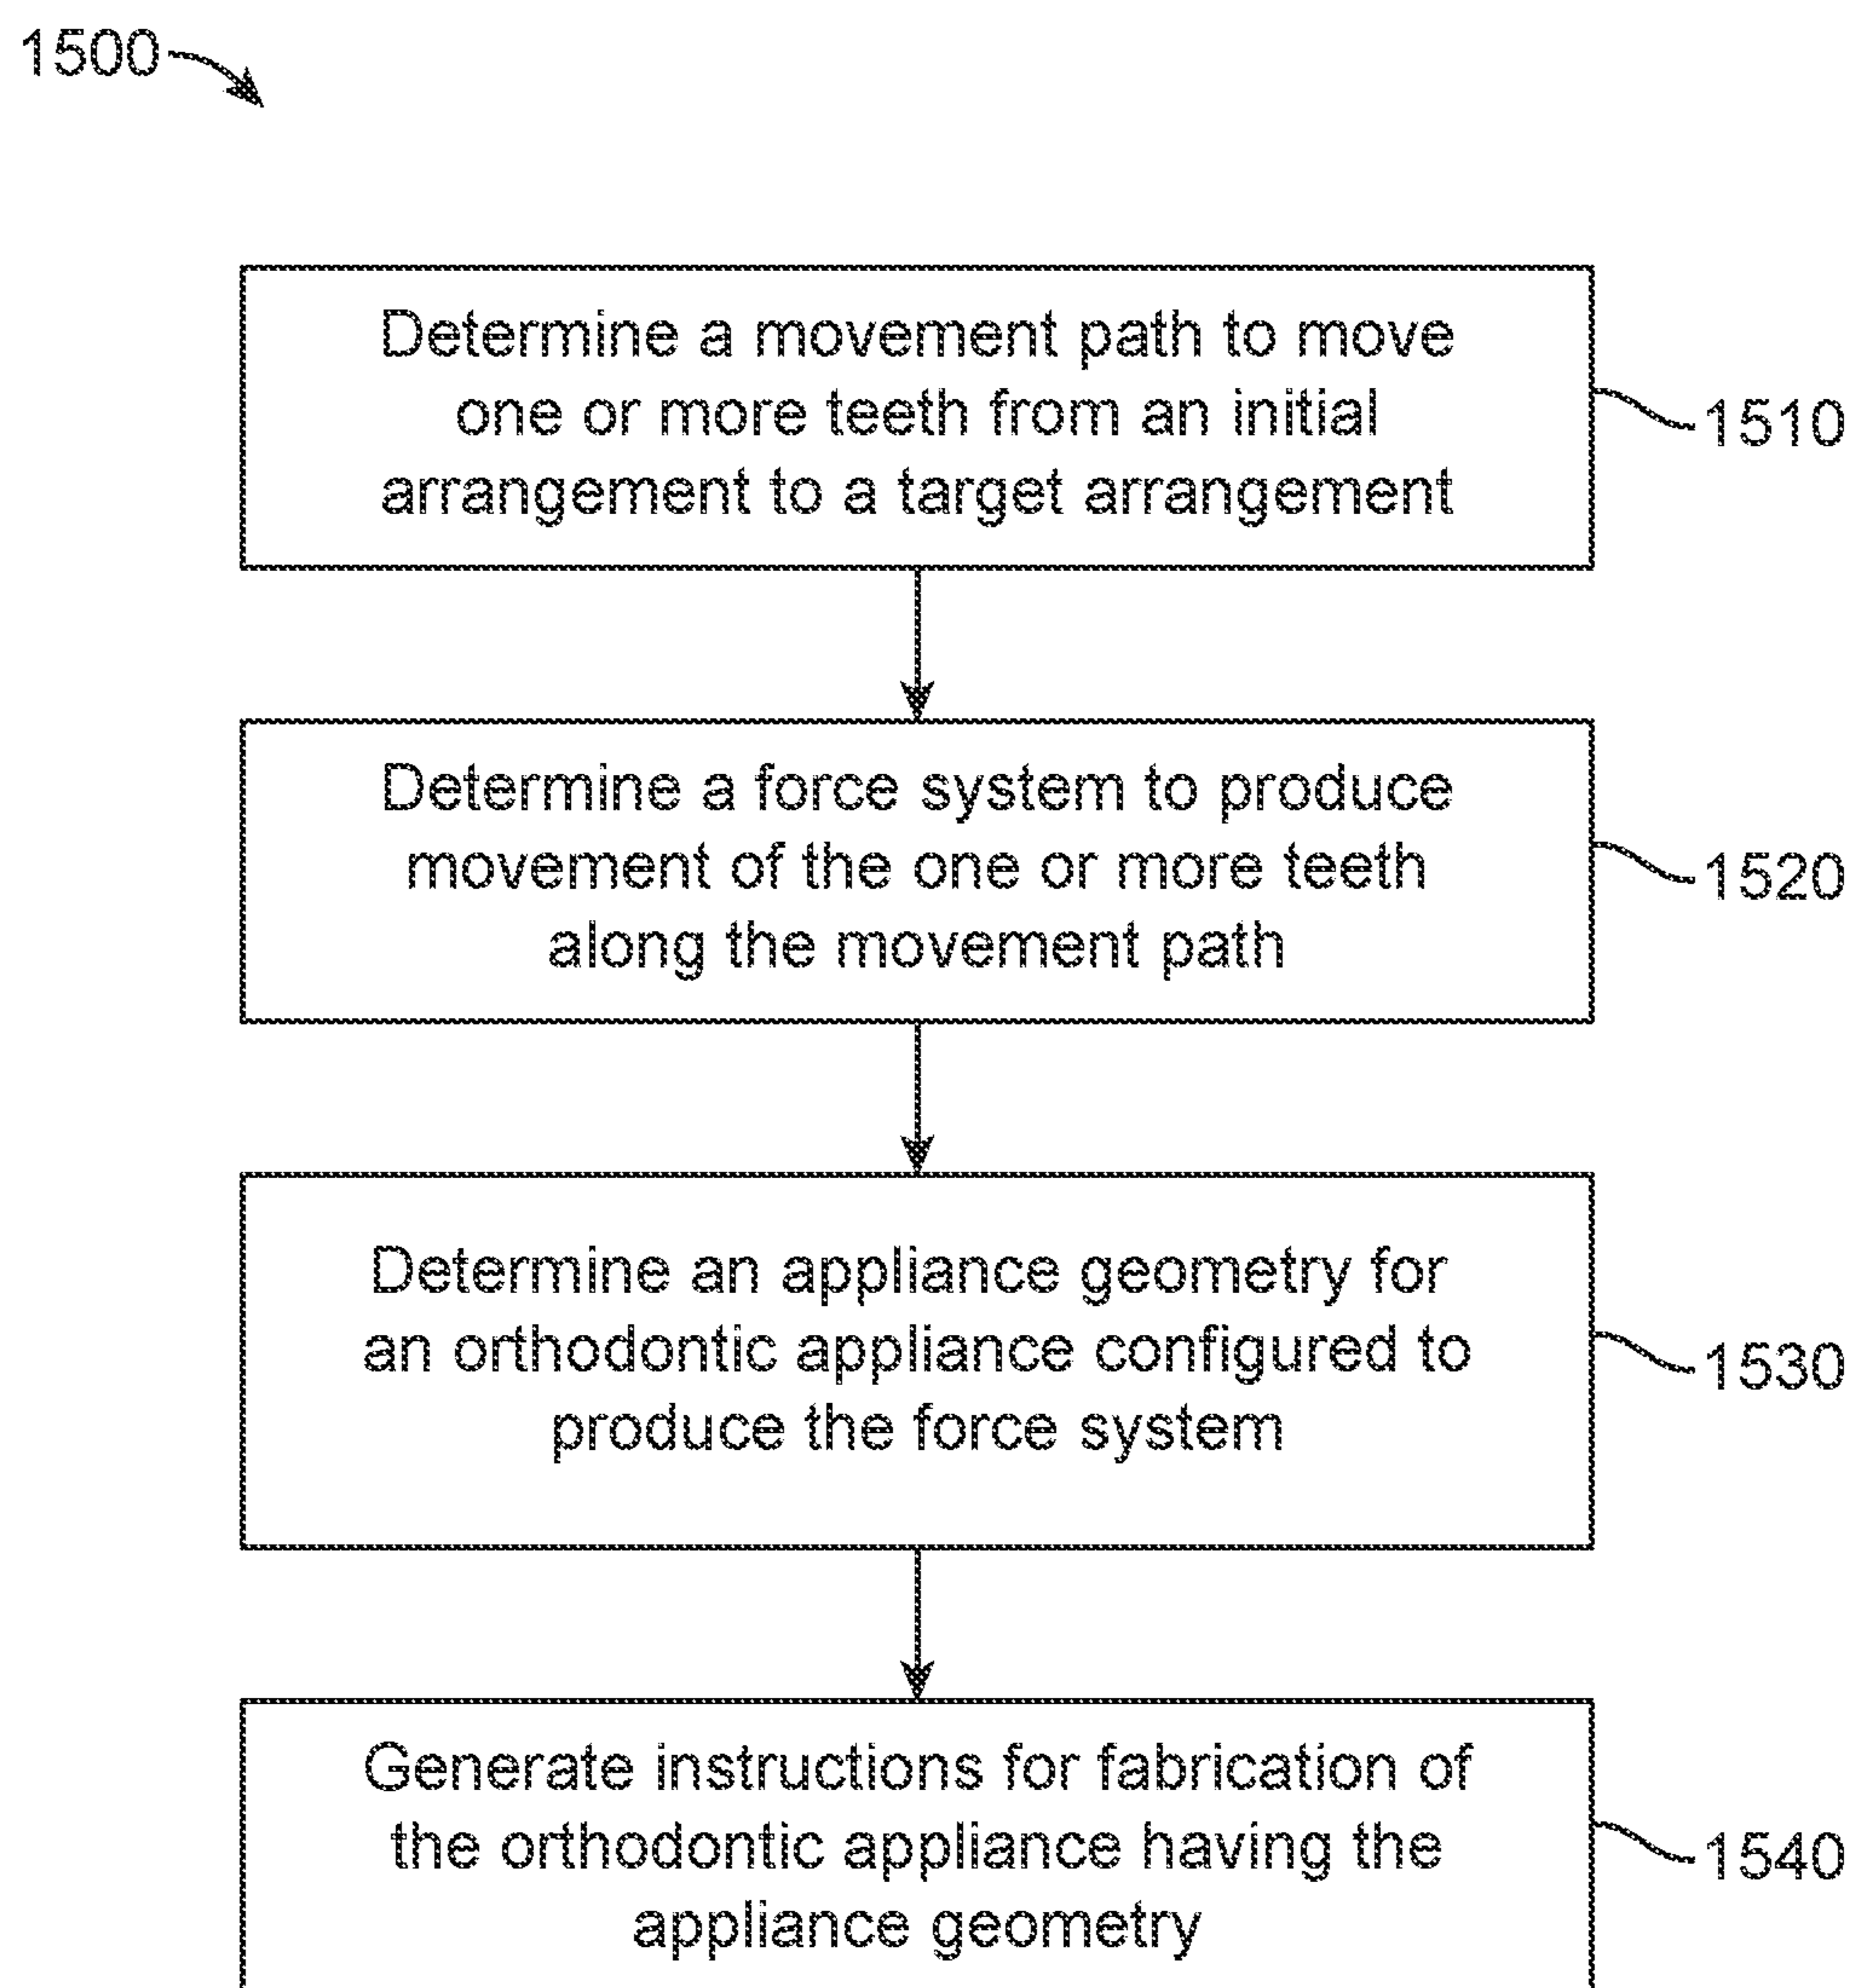 1500
Determine a movement path to move
one or more teeth from an initial
arrangement to a target arrangement
1510
Determine a force system to produce
movement of the one or more teeth
along the movement path
1520
Determine an appliance geometry for
an orthodontic appliance configured to
produce the force system
1530
Generate instructions for fabrication of
the orthodontic appliance having the
appliance geometry
1540